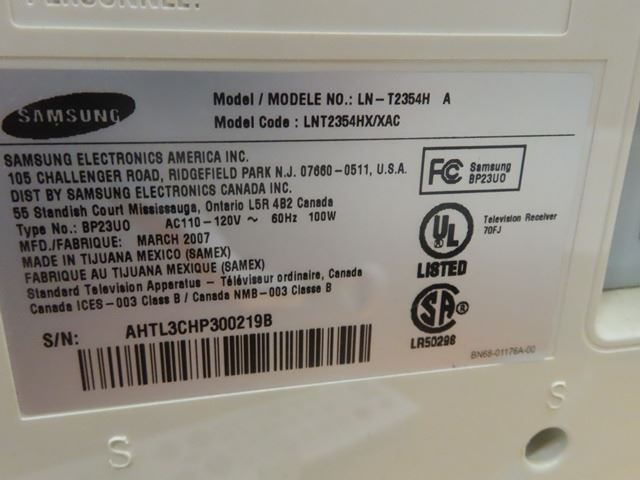 PERSONNEL.
SAMSUNG
Model / MODELE NO.: LN-T2354H A
Model Code : LNT2354HX/XAC
SAMSUNG ELECTRONICS AMERICA INC.
105 CHALLENGER ROAD, RIDGEFIELD PARK N.J. 07660-0511, U.S.A.
DIST BY SAMSUNG ELECTRONICS CANADA INC.
55 Standish Court Mississauga, Ontario L5R 4B2 Canada
Type No.: BP23UO AC110-120V ~ 60Hz 100W
MFD./FABRIQUE: MARCH 2007
MADE IN TIJUANA MEXICO (SAMEX)
FABRIQUE AU TIJUANA MEXIQUE (SAMEX)
Standard Television Apparatus - Téléviseur ordinaire, Canada
Canada ICES-003 Class B / Canada NMB-003 Classe B
FC Samsung
BP23UO
UL
LISTED
Television Receiver
70FJ
SA
LR50296
S/N: AHTL3CHP300219B
BN68-01176A-00
S
S